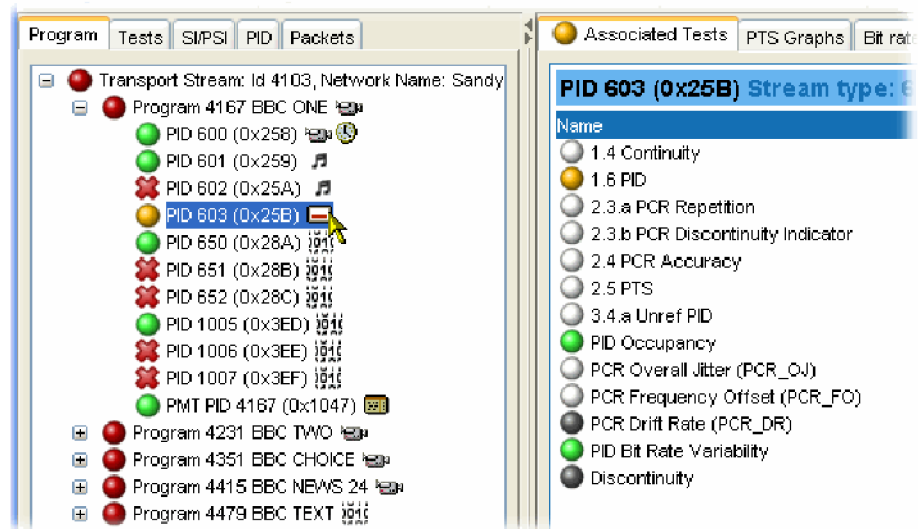 Program Tests SI/PSI PID Packets
Transport Stream: Id 4103, Network Name: Sandy
Program 4167 BBC ONE
PID 600 (0x258)
PID 601 (0x259)
PID 602 (0x25A)
PID 603 (0x25B)
PID 650 (0x28A)
PID 651 (0x28B)
PID 652 (0x28C)
PID 1005 (0x3ED)
PID 1006 (0x3EE)
PID 1007 (0x3EF)
PMT PID 4167 (0x1047)
Program 4231 BBC TWO
Program 4351 BBC CHOICE
Program 4415 BBC NEWS 24
Program 4479 BBC TEXT
Associated Tests PTS Graphs Bit rat
PID 603 (0x25B) Stream type: 6
Name
1.4 Continuity
1.6 PID
2.3.a PCR Repetition
2.3.b PCR Discontinuity Indicator
2.4 PCR Accuracy
2.5 PTS
3.4.a Unref PID
PID Occupancy
PCR Overall Jitter (PCR_OJ)
PCR Frequency Offset (PCR_FO)
PCR Drift Rate (PCR_DR)
PID Bit Rate Variability
Discontinuity